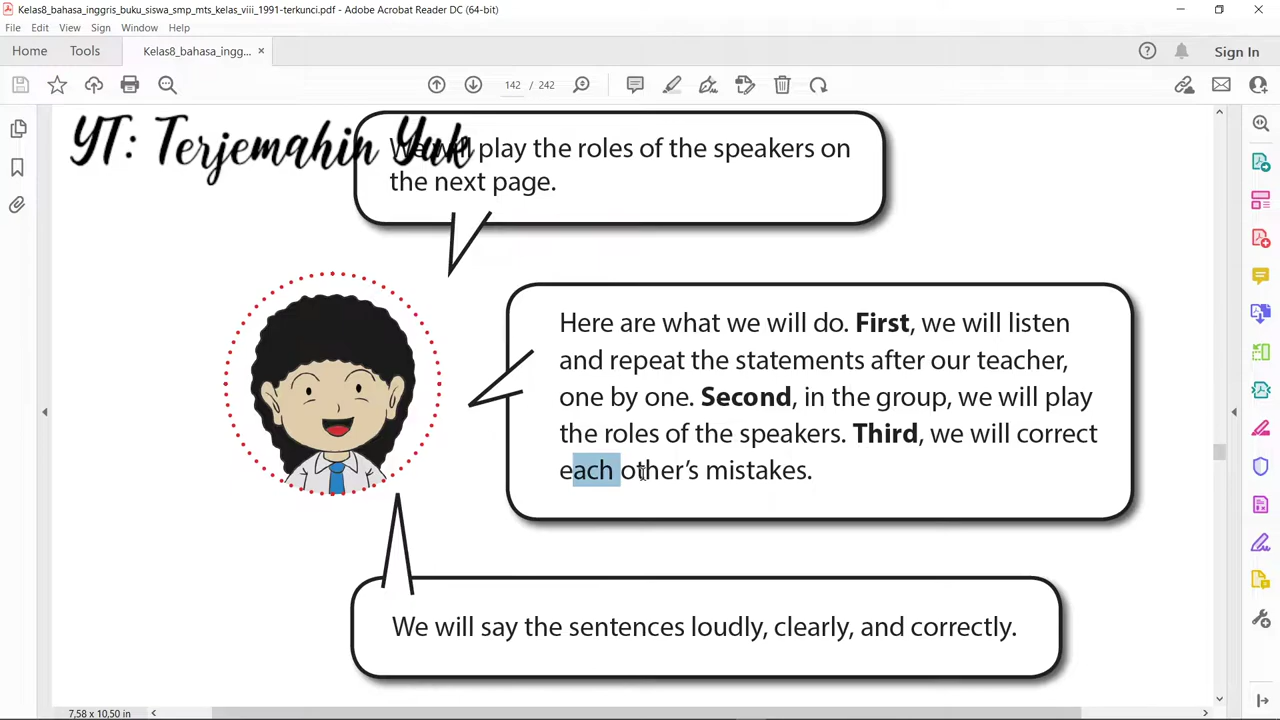 Kelas8_bahasa_inggris_buku_siswa_smp_mts_kelas_viii_1991-terkunci.pdf - Adobe Acrobat Reader DC (64-bit)
File Edit View Sign Window Help
Home Tools Kelas8_bahasa_ingg... × Sign In
142 / 242
YT: Terjemahin Yuk
We will play the roles of the speakers on
the next page.
Here are what we will do. First, we will listen
and repeat the statements after our teacher,
one by one. Second, in the group, we will play
the roles of the speakers. Third, we will correct
each other’s mistakes.
We will say the sentences loudly, clearly, and correctly.
7,58 x 10,50 in